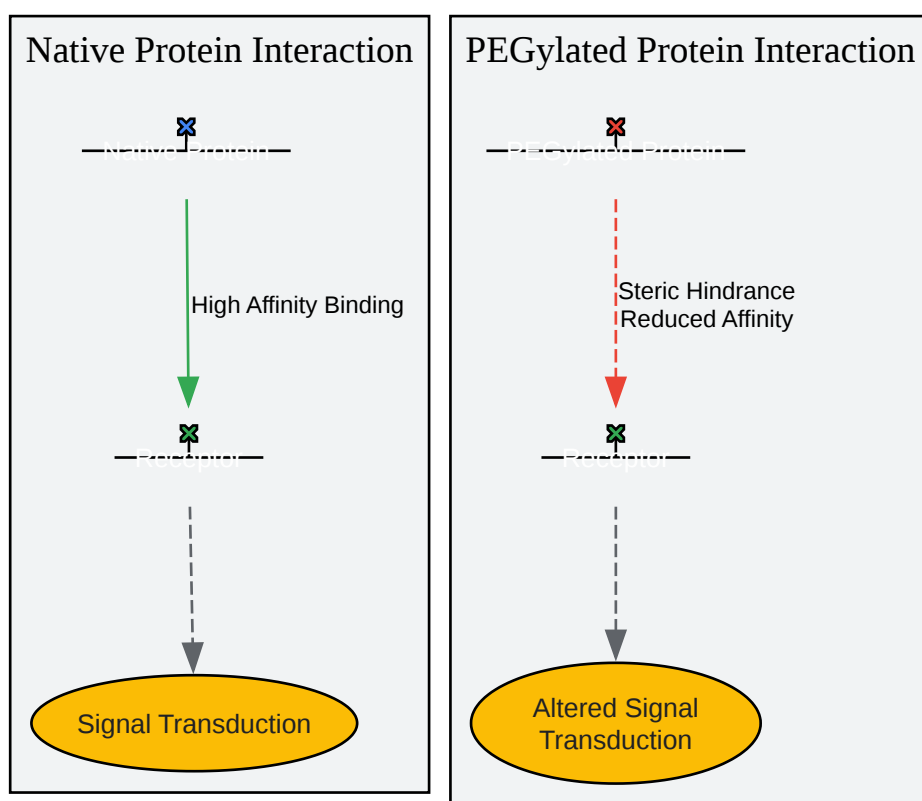 Native Protein Interaction
Native Protein
High Affinity Binding
Receptor
Signal Transduction
PEGylated Protein Interaction
PEGylated Protein
Steric Hindrance
Reduced Affinity
Receptor
Altered Signal
Transduction